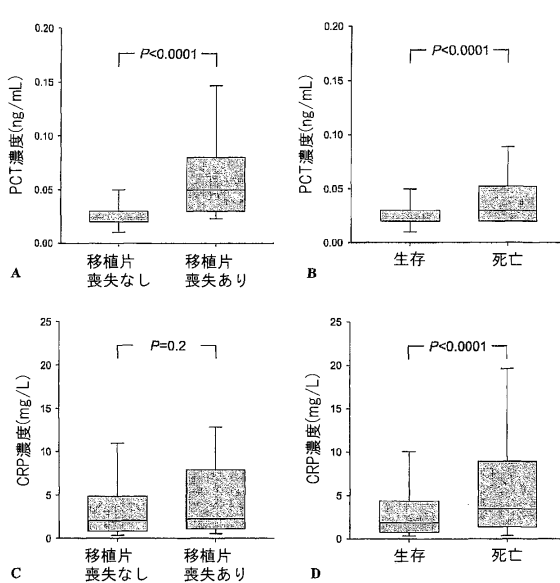 0.20
0.15
0.10
0.05
0.00
PCT濃度(ng/mL)
P<0.0001
移植片
喪失なし
移植片
喪失あり
A
0.20
0.15
0.10
0.05
0.00
PCT濃度(ng/mL)
P<0.0001
生存
死亡
B
25
20
15
10
5
0
CRP濃度(mg/L)
P=0.2
移植片
喪失なし
移植片
喪失あり
C
25
20
15
10
5
0
CRP濃度(mg/L)
P<0.0001
生存
死亡
D